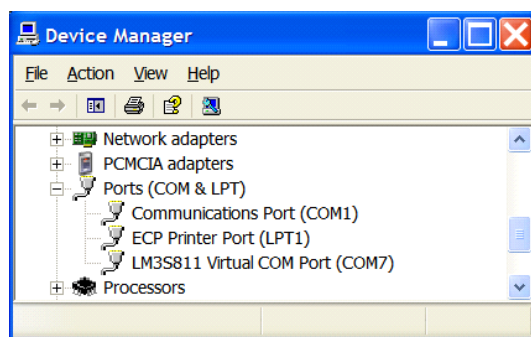 Device Manager
File Action View Help
Network adapters
PCMCIA adapters
Ports (COM & LPT)
Communications Port (COM1)
ECP Printer Port (LPT1)
LM3S811 Virtual COM Port (COM7)
Processors